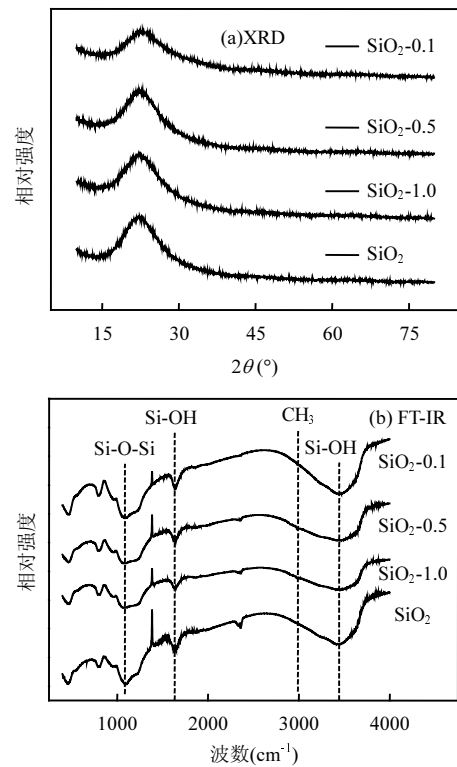 (a)XRD
SiO₂-0.1
SiO₂-0.5
SiO₂-1.0
SiO₂
相对强度
15 30 45 60 75
2θ(°)
Si-OH CH₃ (b) FT-IR
Si-O-Si Si-OH
SiO₂-0.1
SiO₂-0.5
SiO₂-1.0
SiO₂
相对强度
1000 2000 3000 4000
波数(cm⁻¹)